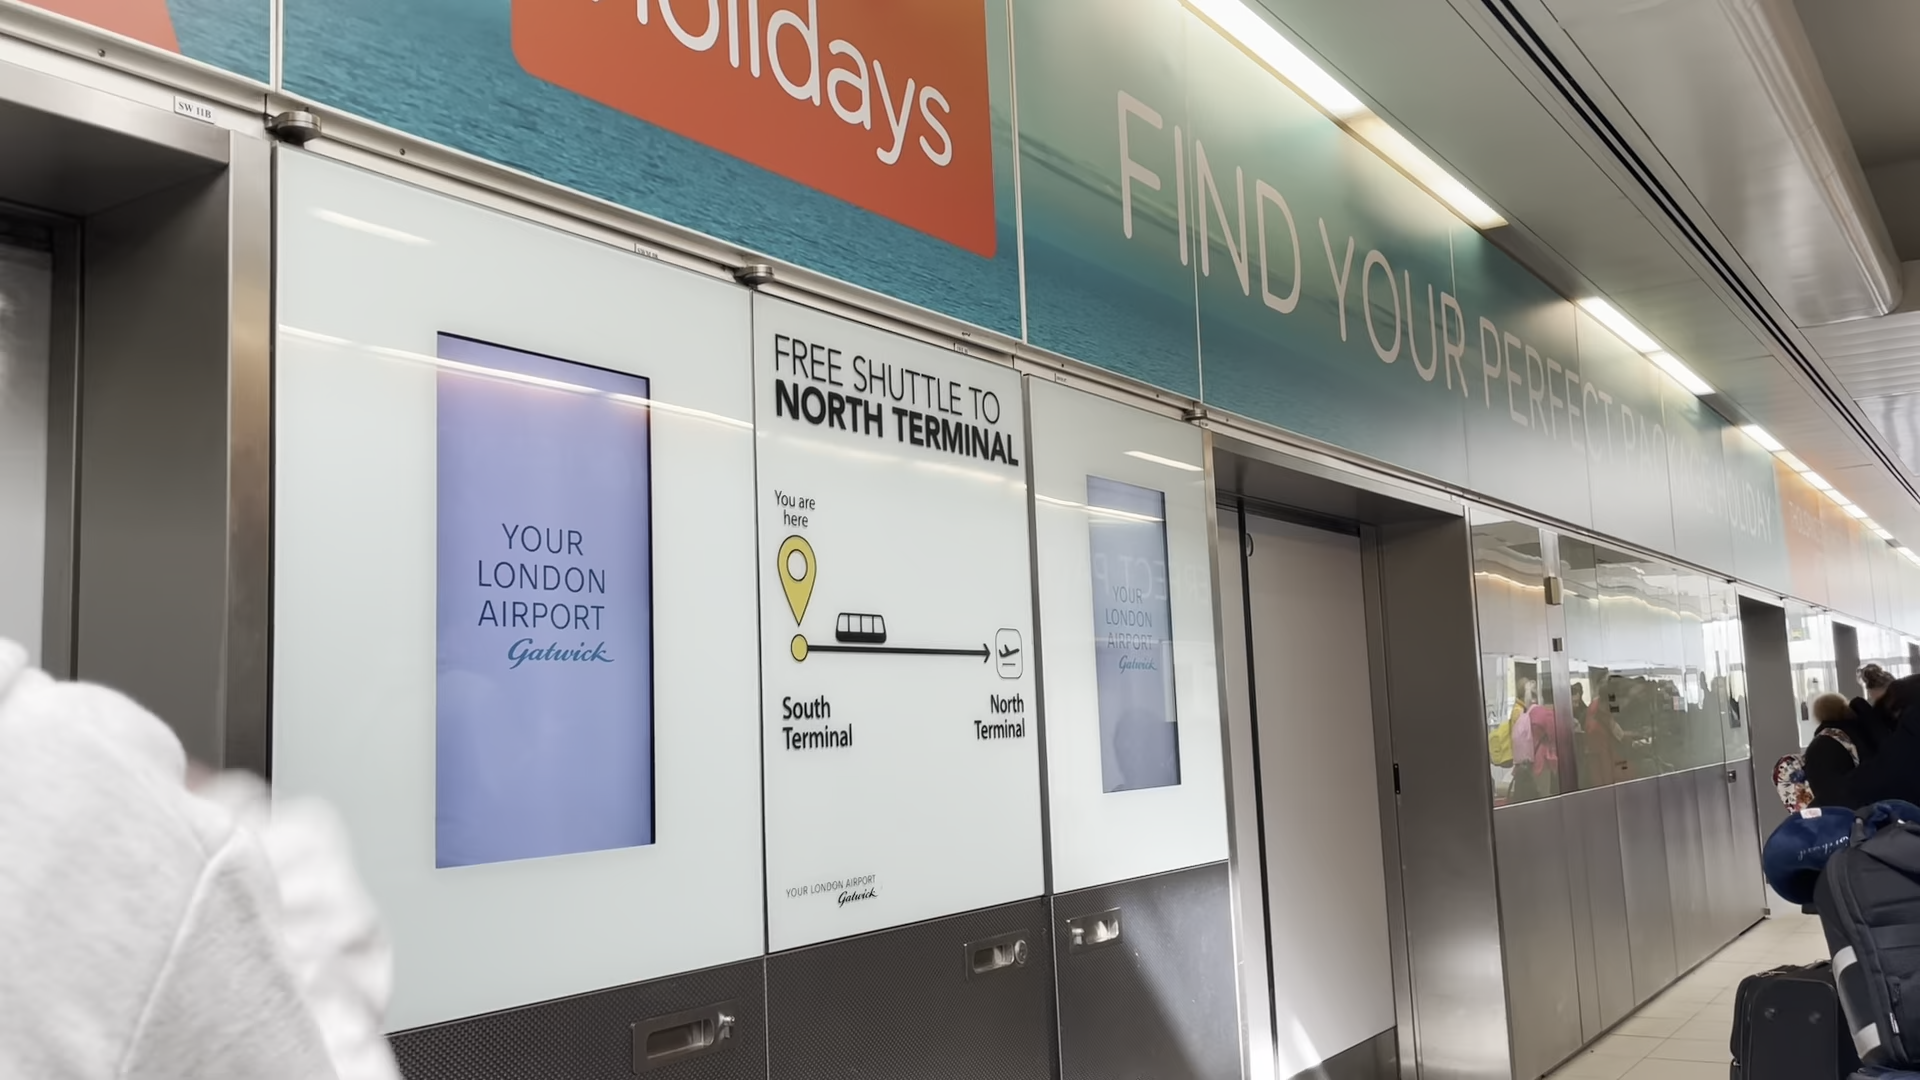 holidays
FIND YOUR PERFECT PACKAGE HOLIDAY
SW 11B
FREE SHUTTLE TO
NORTH TERMINAL
You are
here
South
Terminal
North
Terminal
YOUR LONDON AIRPORT
Gatwick
YOUR
LONDON
AIRPORT
Gatwick
YOUR
LONDON
AIRPORT
Gatwick